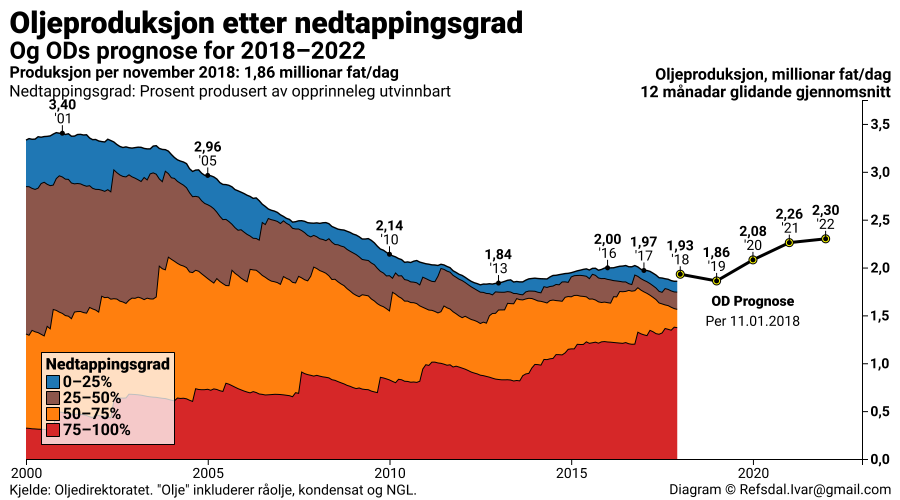 Oljeproduksjon etter nedtappingsgrad
Og ODs prognose for 2018–2022
Produksjon per november 2018: 1,86 millionar fat/dag
Nedtappingsgrad: Prosent produsert av opprinneleg utvinnbart
Oljeproduksjon, millionar fat/dag
12 månadar glidande gjennomsnitt
3,40
'01
2,96
'05
2,14
'10
1,84
'13
2,00
'16
1,97
'17
1,93
'18
1,86
'19
2,08
'20
2,26
'21
2,30
'22
OD Prognose
Per 11.01.2018
3,5
3,0
2,5
2,0
1,5
1,0
0,5
0,0
Nedtappingsgrad
0–25%
25–50%
50–75%
75–100%
2000 2005 2010 2015 2020
Kjelde: Oljedirektoratet. "Olje" inkluderer råolje, kondensat og NGL.
Diagram © Refsdal.Ivar@gmail.com